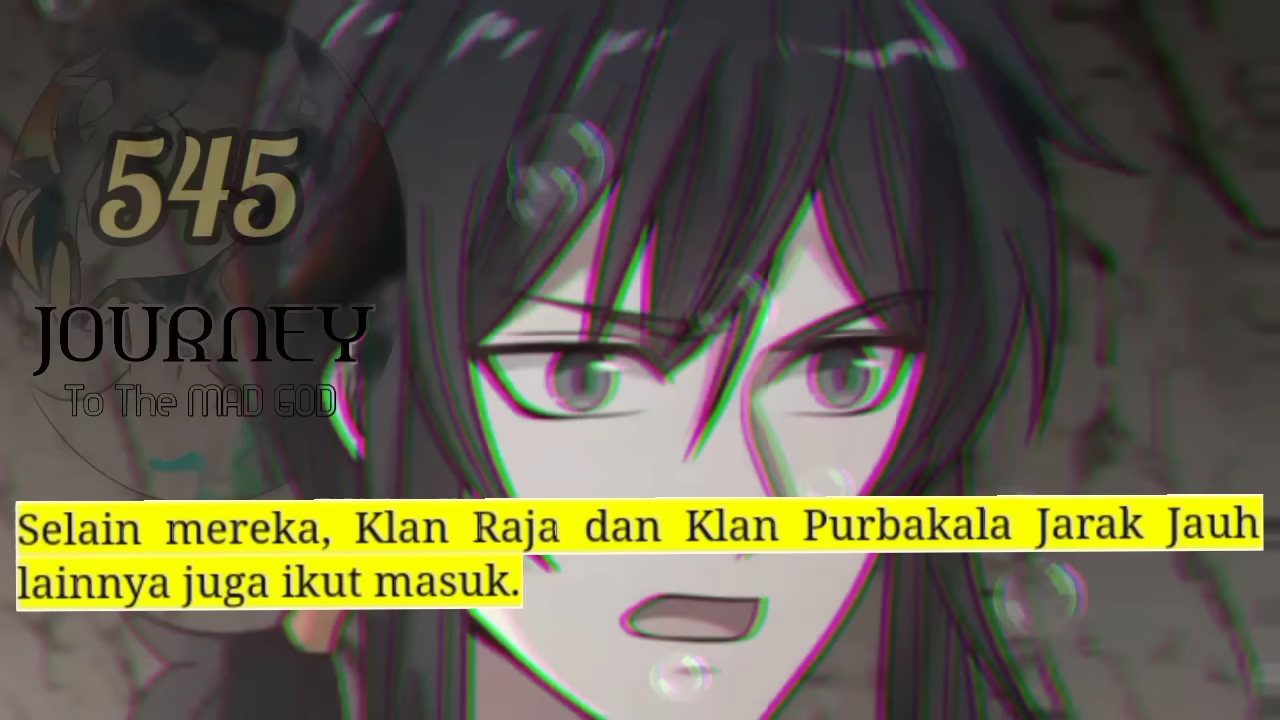 545
JOURNEY
To The MAD GOD
Selain mereka, Klan Raja dan Klan Purbakala Jarak Jauh
lainnya juga ikut masuk.